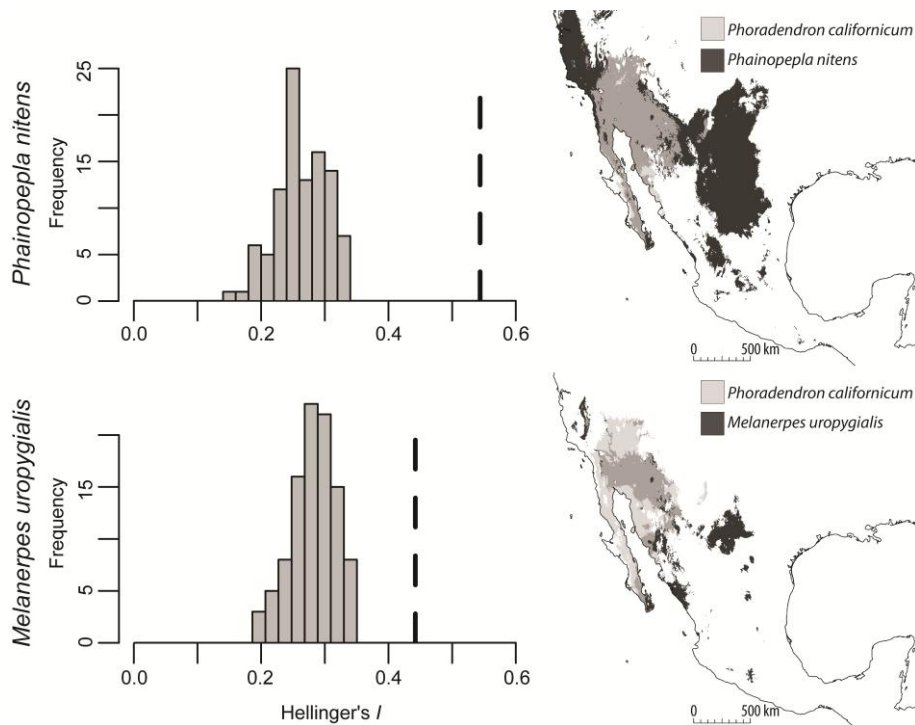 Phainopepla nitens
Frequency
25
15
5
0
0.0
0.2
0.4
0.6
Phoradendron californicum
Phainopepla nitens
0
500 km
Melanerpes uropygialis
Frequency
15
5
0
0.0
0.2
0.4
0.6
Hellinger's I
Phoradendron californicum
Melanerpes uropygialis
0
500 km